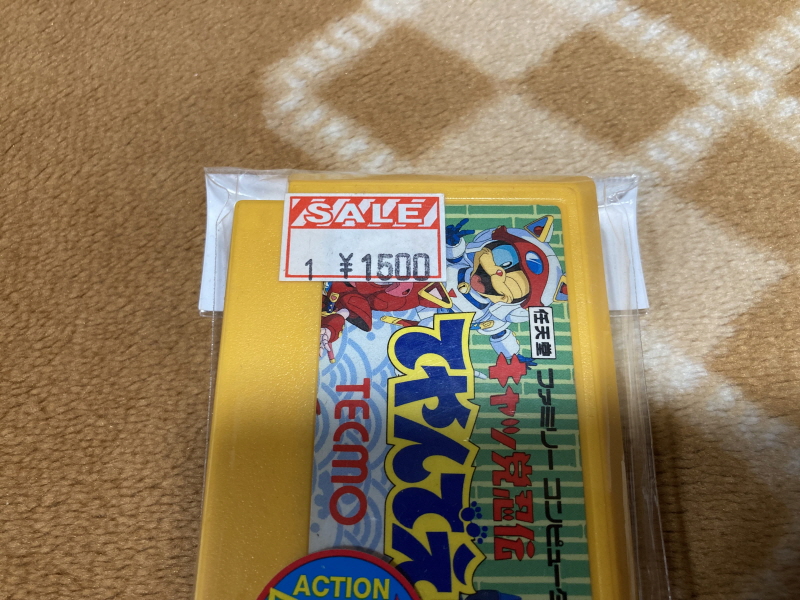 SALE
1 ¥1500
任天堂
ファミリー コンピュータ
キャッ党忍伝
てやんでえ
TECMO
ACTION